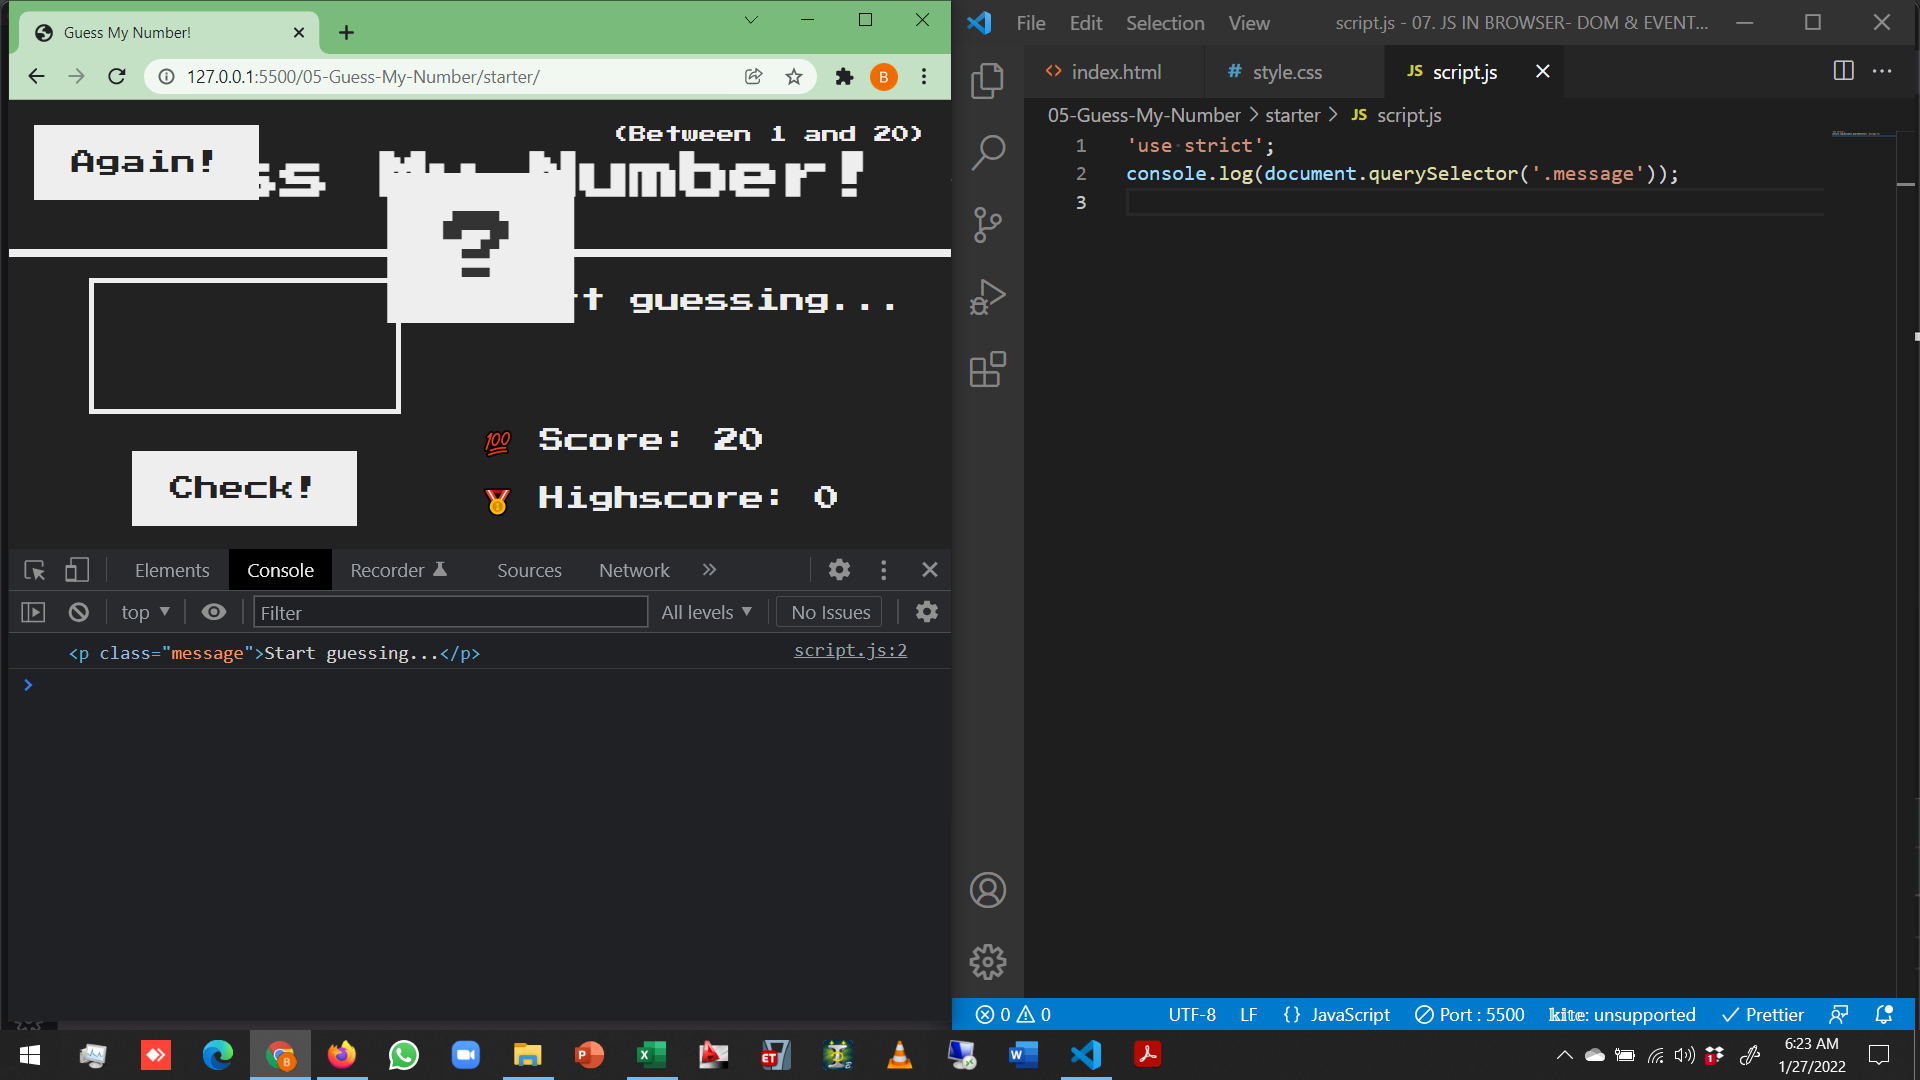 Guess My Number!
127.0.0.1:5500/05-Guess-My-Number/starter/
B
Again!
(Between 1 and 20)
ss My Number!
?
t guessing...
💯 Score: 20
Check!
🥇 Highscore: 0
Elements Console Recorder Sources Network
top Filter All levels No Issues
<p class="message">Start guessing...</p> script.js:2
File Edit Selection View script.js - 07. JS IN BROWSER- DOM & EVENT...
index.html style.css JS script.js
05-Guess-My-Number > starter > JS script.js
1 'use strict';
2 console.log(document.querySelector('.message'));
3
0 0 UTF-8 LF {} JavaScript Port : 5500 kite: unsupported Prettier
6:23 AM
1/27/2022